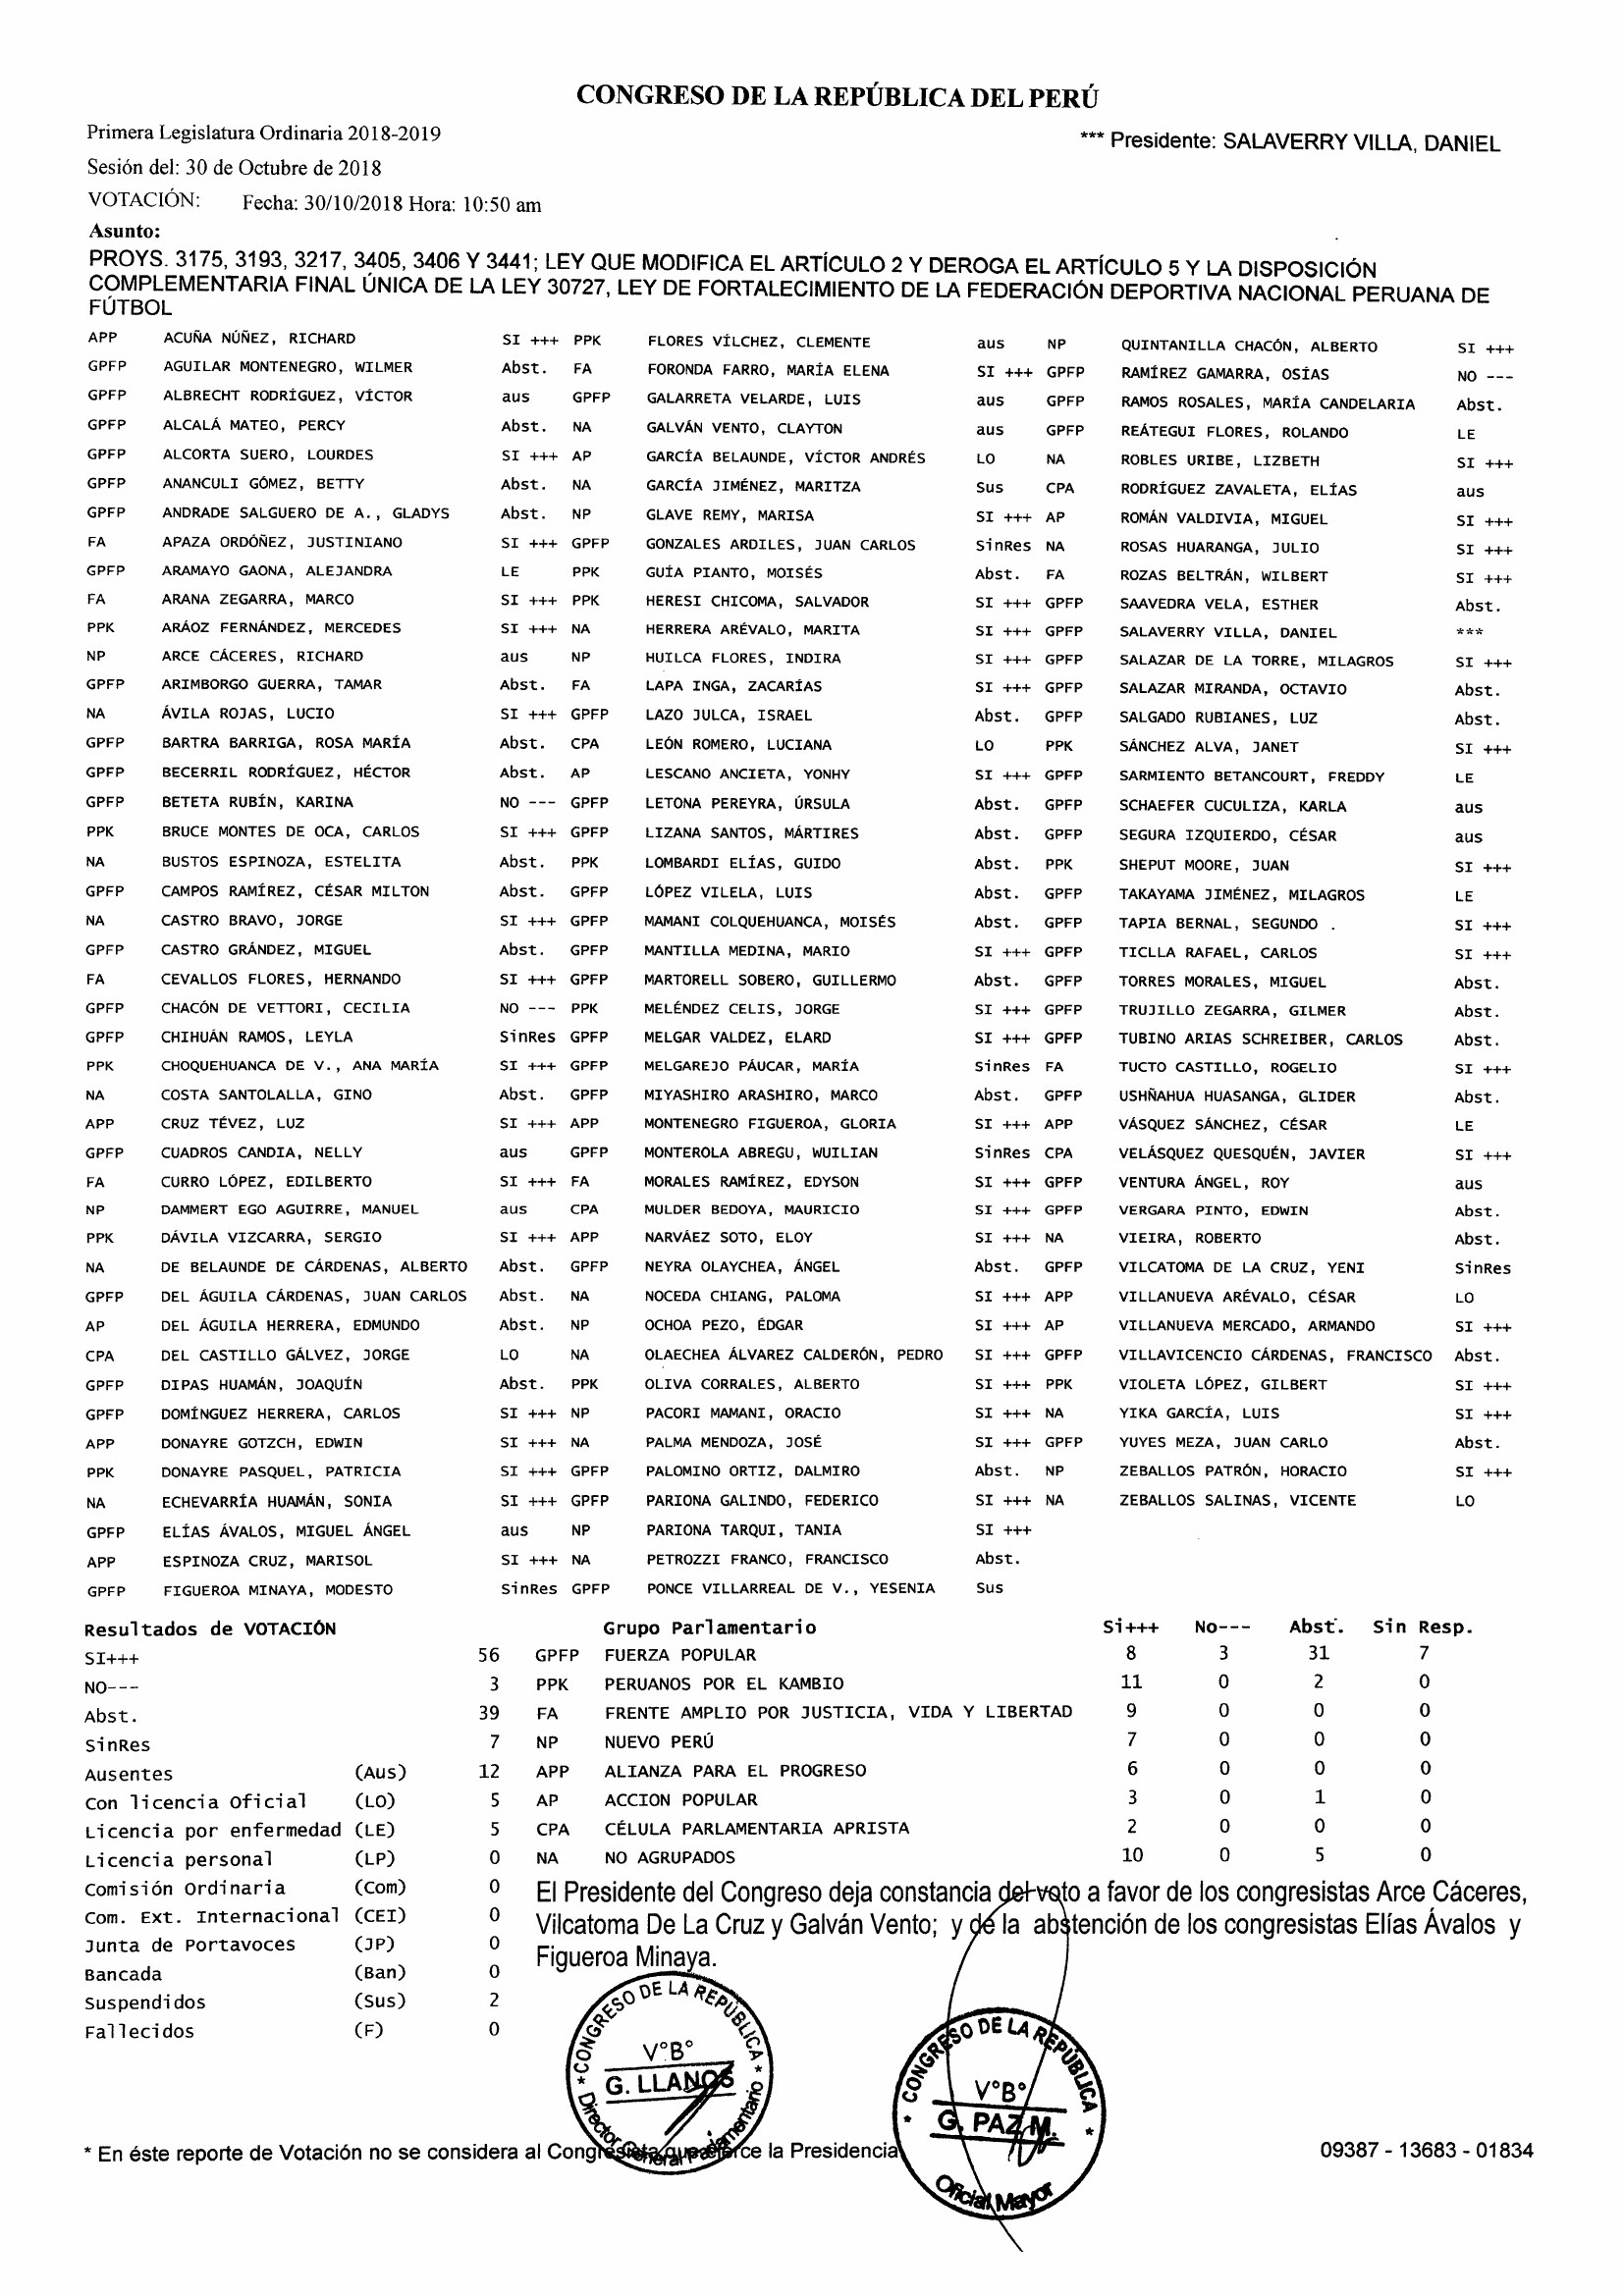 CONGRESO DE LA REPÚBLICA DEL PERÚ
Primera Legislatura Ordinaria 2018-2019
*** Presidente: SALAVERRY VILLA, DANIEL
Sesión del: 30 de Octubre de 2018
VOTACIÓN: Fecha: 30/10/2018 Hora: 10:50 am
Asunto:
PROYS. 3175, 3193, 3217, 3405, 3406 Y 3441; LEY QUE MODIFICA EL ARTÍCULO 2 Y DEROGA EL ARTÍCULO 5 Y LA DISPOSICIÓN
COMPLEMENTARIA FINAL ÚNICA DE LA LEY 30727, LEY DE FORTALECIMIENTO DE LA FEDERACIÓN DEPORTIVA NACIONAL PERUANA DE
FÚTBOL
APP ACUÑA NÚÑEZ, RICHARD SI +++ PPK FLORES VÍLCHEZ, CLEMENTE aus NP QUINTANILLA CHACÓN, ALBERTO SI +++
GPFP AGUILAR MONTENEGRO, WILMER Abst. FA FORONDA FARRO, MARÍA ELENA SI +++ GPFP RAMÍREZ GAMARRA, OSÍAS NO ---
GPFP ALBRECHT RODRÍGUEZ, VÍCTOR aus GPFP GALARRETA VELARDE, LUIS aus GPFP RAMOS ROSALES, MARÍA CANDELARIA Abst.
GPFP ALCALÁ MATEO, PERCY Abst. NA GALVÁN VENTO, CLAYTON aus GPFP REÁTEGUI FLORES, ROLANDO LE
GPFP ALCORTA SUERO, LOURDES SI +++ AP GARCÍA BELAUNDE, VÍCTOR ANDRÉS LO NA ROBLES URIBE, LIZBETH SI +++
GPFP ANANCULI GÓMEZ, BETTY Abst. NA GARCÍA JIMÉNEZ, MARITZA Sus CPA RODRÍGUEZ ZAVALETA, ELÍAS aus
GPFP ANDRADE SALGUERO DE A., GLADYS Abst. NP GLAVE REMY, MARISA SI +++ AP ROMÁN VALDIVIA, MIGUEL SI +++
FA APAZA ORDÓÑEZ, JUSTINIANO SI +++ GPFP GONZALES ARDILES, JUAN CARLOS SinRes NA ROSAS HUARANGA, JULIO SI +++
GPFP ARAMAYO GAONA, ALEJANDRA LE PPK GUÍA PIANTO, MOISÉS Abst. FA ROZAS BELTRÁN, WILBERT SI +++
FA ARANA ZEGARRA, MARCO SI +++ PPK HERESI CHICOMA, SALVADOR SI +++ GPFP SAAVEDRA VELA, ESTHER Abst.
PPK ARÁOZ FERNÁNDEZ, MERCEDES SI +++ NA HERRERA ARÉVALO, MARITA SI +++ GPFP SALAVERRY VILLA, DANIEL ***
NP ARCE CÁCERES, RICHARD aus NP HUILCA FLORES, INDIRA SI +++ GPFP SALAZAR DE LA TORRE, MILAGROS SI +++
GPFP ARIMBORGO GUERRA, TAMAR Abst. FA LAPA INGA, ZACARÍAS SI +++ GPFP SALAZAR MIRANDA, OCTAVIO Abst.
NA ÁVILA ROJAS, LUCIO SI +++ GPFP LAZO JULCA, ISRAEL Abst. GPFP SALGADO RUBIANES, LUZ Abst.
GPFP BARTRA BARRIGA, ROSA MARÍA Abst. CPA LEÓN ROMERO, LUCIANA LO PPK SÁNCHEZ ALVA, JANET SI +++
GPFP BECERRIL RODRÍGUEZ, HÉCTOR Abst. AP LESCANO ANCIETA, YONHY SI +++ GPFP SARMIENTO BETANCOURT, FREDDY LE
GPFP BETETA RUBÍN, KARINA NO --- GPFP LETONA PEREYRA, ÚRSULA Abst. GPFP SCHAEFER CUCULIZA, KARLA aus
PPK BRUCE MONTES DE OCA, CARLOS SI +++ GPFP LIZANA SANTOS, MÁRTIRES Abst. GPFP SEGURA IZQUIERDO, CÉSAR aus
NA BUSTOS ESPINOZA, ESTELITA Abst. PPK LOMBARDI ELÍAS, GUIDO Abst. PPK SHEPUT MOORE, JUAN SI +++
GPFP CAMPOS RAMÍREZ, CÉSAR MILTON Abst. GPFP LÓPEZ VILELA, LUIS Abst. GPFP TAKAYAMA JIMÉNEZ, MILAGROS LE
NA CASTRO BRAVO, JORGE SI +++ GPFP MAMANI COLQUEHUANCA, MOISÉS Abst. GPFP TAPIA BERNAL, SEGUNDO . SI +++
GPFP CASTRO GRÁNDEZ, MIGUEL Abst. GPFP MANTILLA MEDINA, MARIO SI +++ GPFP TICLLA RAFAEL, CARLOS SI +++
FA CEVALLOS FLORES, HERNANDO SI +++ GPFP MARTORELL SOBERO, GUILLERMO Abst. GPFP TORRES MORALES, MIGUEL Abst.
GPFP CHACÓN DE VETTORI, CECILIA NO --- PPK MELÉNDEZ CELIS, JORGE SI +++ GPFP TRUJILLO ZEGARRA, GILMER Abst.
GPFP CHIHUÁN RAMOS, LEYLA SinRes GPFP MELGAR VALDEZ, ELARD SI +++ GPFP TUBINO ARIAS SCHREIBER, CARLOS Abst.
PPK CHOQUEHUANCA DE V., ANA MARÍA SI +++ GPFP MELGAREJO PÁUCAR, MARÍA SinRes FA TUCTO CASTILLO, ROGELIO SI +++
NA COSTA SANTOLALLA, GINO Abst. GPFP MIYASHIRO ARASHIRO, MARCO Abst. GPFP USHÑAHUA HUASANGA, GLIDER Abst.
APP CRUZ TÉVEZ, LUZ SI +++ APP MONTENEGRO FIGUEROA, GLORIA SI +++ APP VÁSQUEZ SÁNCHEZ, CÉSAR LE
GPFP CUADROS CANDIA, NELLY aus GPFP MONTEROLA ABREGU, WUILIAN SinRes CPA VELÁSQUEZ QUESQUÉN, JAVIER SI +++
FA CURRO LÓPEZ, EDILBERTO SI +++ FA MORALES RAMÍREZ, EDYSON SI +++ GPFP VENTURA ÁNGEL, ROY aus
NP DAMMERT EGO AGUIRRE, MANUEL aus CPA MULDER BEDOYA, MAURICIO SI +++ GPFP VERGARA PINTO, EDWIN Abst.
PPK DÁVILA VIZCARRA, SERGIO SI +++ APP NARVÁEZ SOTO, ELOY SI +++ NA VIEIRA, ROBERTO Abst.
NA DE BELAUNDE DE CÁRDENAS, ALBERTO Abst. GPFP NEYRA OLAYCHEA, ÁNGEL Abst. GPFP VILCATOMA DE LA CRUZ, YENI SinRes
GPFP DEL ÁGUILA CÁRDENAS, JUAN CARLOS Abst. NA NOCEDA CHIANG, PALOMA SI +++ APP VILLANUEVA ARÉVALO, CÉSAR LO
AP DEL ÁGUILA HERRERA, EDMUNDO Abst. NP OCHOA PEZO, ÉDGAR SI +++ AP VILLANUEVA MERCADO, ARMANDO SI +++
CPA DEL CASTILLO GÁLVEZ, JORGE LO NA OLAECHEA ÁLVAREZ CALDERÓN, PEDRO SI +++ GPFP VILLAVICENCIO CÁRDENAS, FRANCISCO Abst.
GPFP DIPAS HUAMÁN, JOAQUÍN Abst. PPK OLIVA CORRALES, ALBERTO SI +++ PPK VIOLETA LÓPEZ, GILBERT SI +++
GPFP DOMÍNGUEZ HERRERA, CARLOS SI +++ NP PACORI MAMANI, ORACIO SI +++ NA YIKA GARCÍA, LUIS SI +++
APP DONAYRE GOTZCH, EDWIN SI +++ NA PALMA MENDOZA, JOSÉ SI +++ GPFP YUYES MEZA, JUAN CARLO Abst.
PPK DONAYRE PASQUEL, PATRICIA SI +++ GPFP PALOMINO ORTIZ, DALMIRO Abst. NP ZEBALLOS PATRÓN, HORACIO SI +++
NA ECHEVARRÍA HUAMÁN, SONIA SI +++ GPFP PARIONA GALINDO, FEDERICO SI +++ NA ZEBALLOS SALINAS, VICENTE LO
GPFP ELÍAS ÁVALOS, MIGUEL ÁNGEL aus NP PARIONA TARQUI, TANIA SI +++
APP ESPINOZA CRUZ, MARISOL SI +++ NA PETROZZI FRANCO, FRANCISCO Abst.
GPFP FIGUEROA MINAYA, MODESTO SinRes GPFP PONCE VILLARREAL DE V., YESENIA Sus
Resultados de VOTACIÓN Grupo Parlamentario Si+++ No--- Abst. Sin Resp.
SI+++ 56 GPFP FUERZA POPULAR 8 3 31 7
NO--- 3 PPK PERUANOS POR EL KAMBIO 11 0 2 0
Abst. 39 FA FRENTE AMPLIO POR JUSTICIA, VIDA Y LIBERTAD 9 0 0 0
SinRes 7 NP NUEVO PERÚ 7 0 0 0
Ausentes (Aus) 12 APP ALIANZA PARA EL PROGRESO 6 0 0 0
Con licencia Oficial (LO) 5 AP ACCION POPULAR 3 0 1 0
Licencia por enfermedad (LE) 5 CPA CÉLULA PARLAMENTARIA APRISTA 2 0 0 0
Licencia personal (LP) 0 NA NO AGRUPADOS 10 0 5 0
Comisión Ordinaria (Com) 0
Com. Ext. Internacional (CEI) 0
Junta de Portavoces (JP) 0
Bancada (Ban) 0
Suspendidos (Sus) 2
Fallecidos (F) 0
El Presidente del Congreso deja constancia del voto a favor de los congresistas Arce Cáceres,
Vilcatoma De La Cruz y Galván Vento; y de la abstención de los congresistas Elías Ávalos y
Figueroa Minaya.
CONGRESO DE LA REPÚBLICA
V°B°
G. LLANOS
Director General Parlamentario
CONGRESO DE LA REPÚBLICA
V°B°
G. PAZ M.
Oficial Mayor
* En éste reporte de Votación no se considera al Congresista que ejerce la Presidencia
09387 - 13683 - 01834